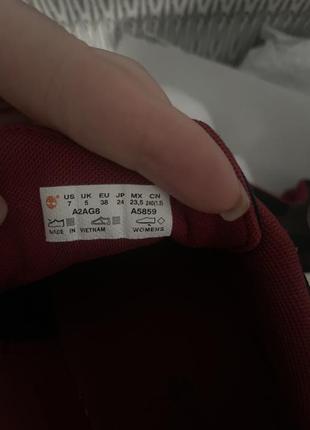 US UK EU JP MX CN
7 5 38 24 23,5 240(1.5)
A2AG8 A5859
MADE IN VIETNAM WOMENS